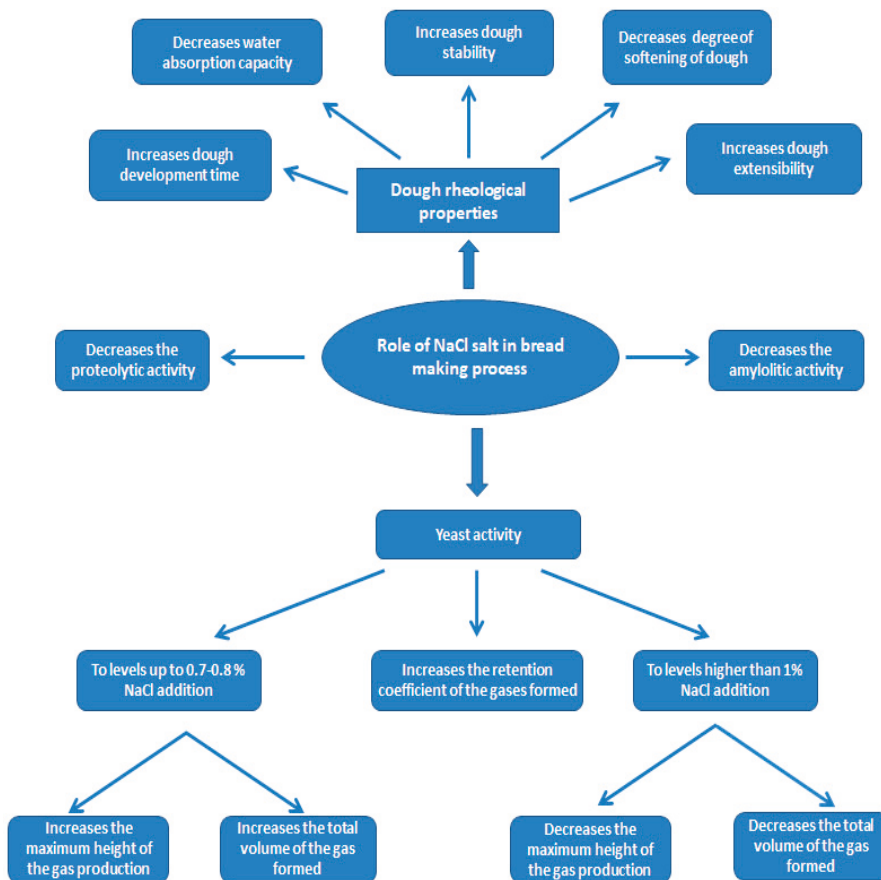 Decreases water
absorption capacity
Increases dough
stability
Decreases degree of
softening of dough
Increases dough
development time
Dough rheological
properties
Increases dough
extensibility
Decreases the
proteolytic activity
Role of NaCl salt in bread
making process
Decreases the
amylolitic activity
Yeast activity
To levels up to 0.7-0.8 %
NaCl addition
Increases the retention
coefficient of the gases formed
To levels higher than 1%
NaCl addition
Increases the
maximum height of
the gas production
Increases the total
volume of the gas
formed
Decreases the
maximum height of
the gas production
Decreases the total
volume of the gas
formed